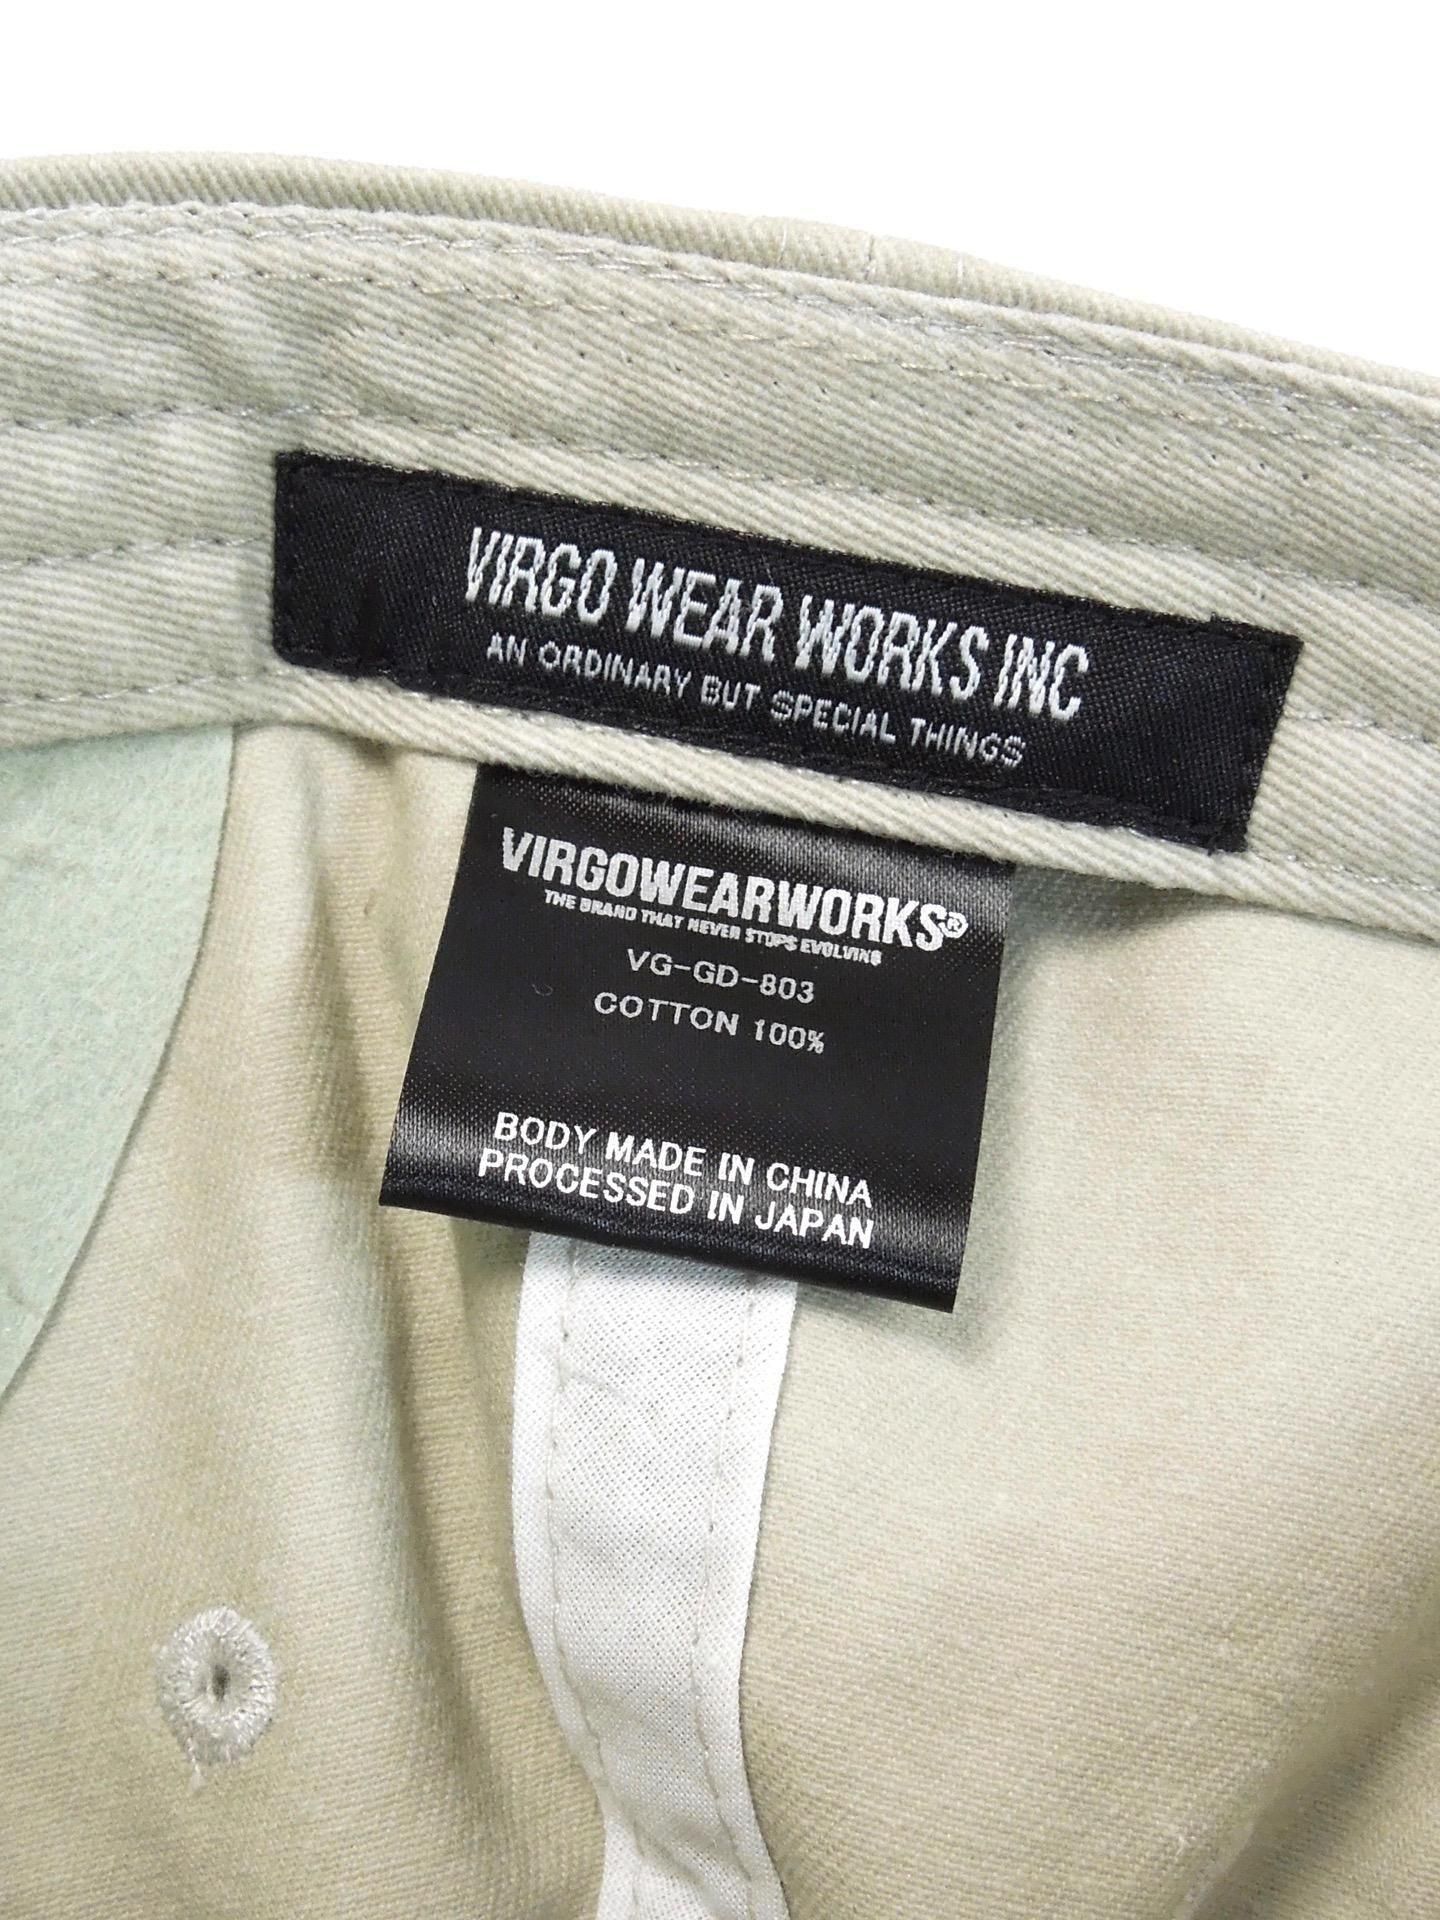 VIRGO WEAR WORKS INC
AN ORDINARY BUT SPECIAL THINGS
VIRGOWEARWORKS®
THE BRAND THAT NEVER STOPS EVOLVING
VG-GD-803
COTTON 100%
BODY MADE IN CHINA
PROCESSED IN JAPAN